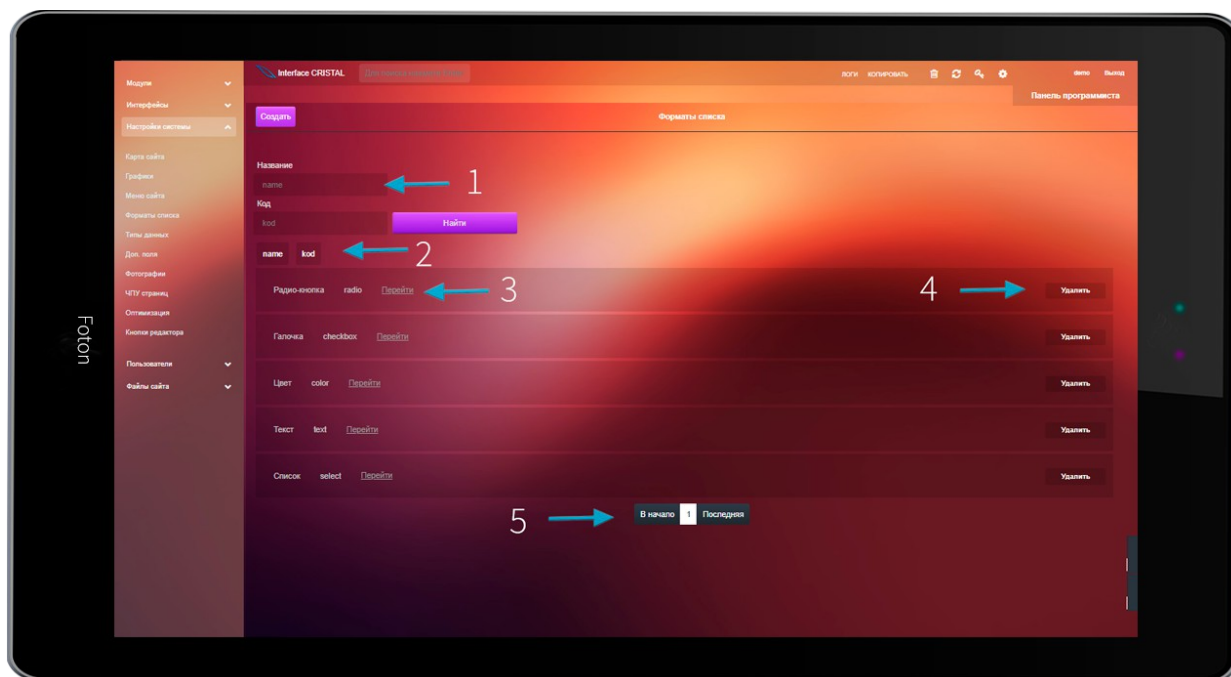 Interface CRISTAL
ЛОГИ КОПИРОВАТЬ
demo Выход
Панель программиста
Модули
Интерфейсы
Настройки системы
Карта сайта
Графики
Меню сайта
Форматы списка
Типы данных
Доп. поля
Фотографии
ЧПУ страниц
Оптимизация
Кнопки редактора
Пользователи
Файлы сайта
Создать Форматы списка
Название
name 1
Код
kod Найти
name kod 2
Радио-кнопка radio Перейти 3 4 Удалить
Галочка checkbox Перейти Удалить
Цвет color Перейти Удалить
Текст text Перейти Удалить
Список select Перейти Удалить
5 В начало 1 Последняя
Foton